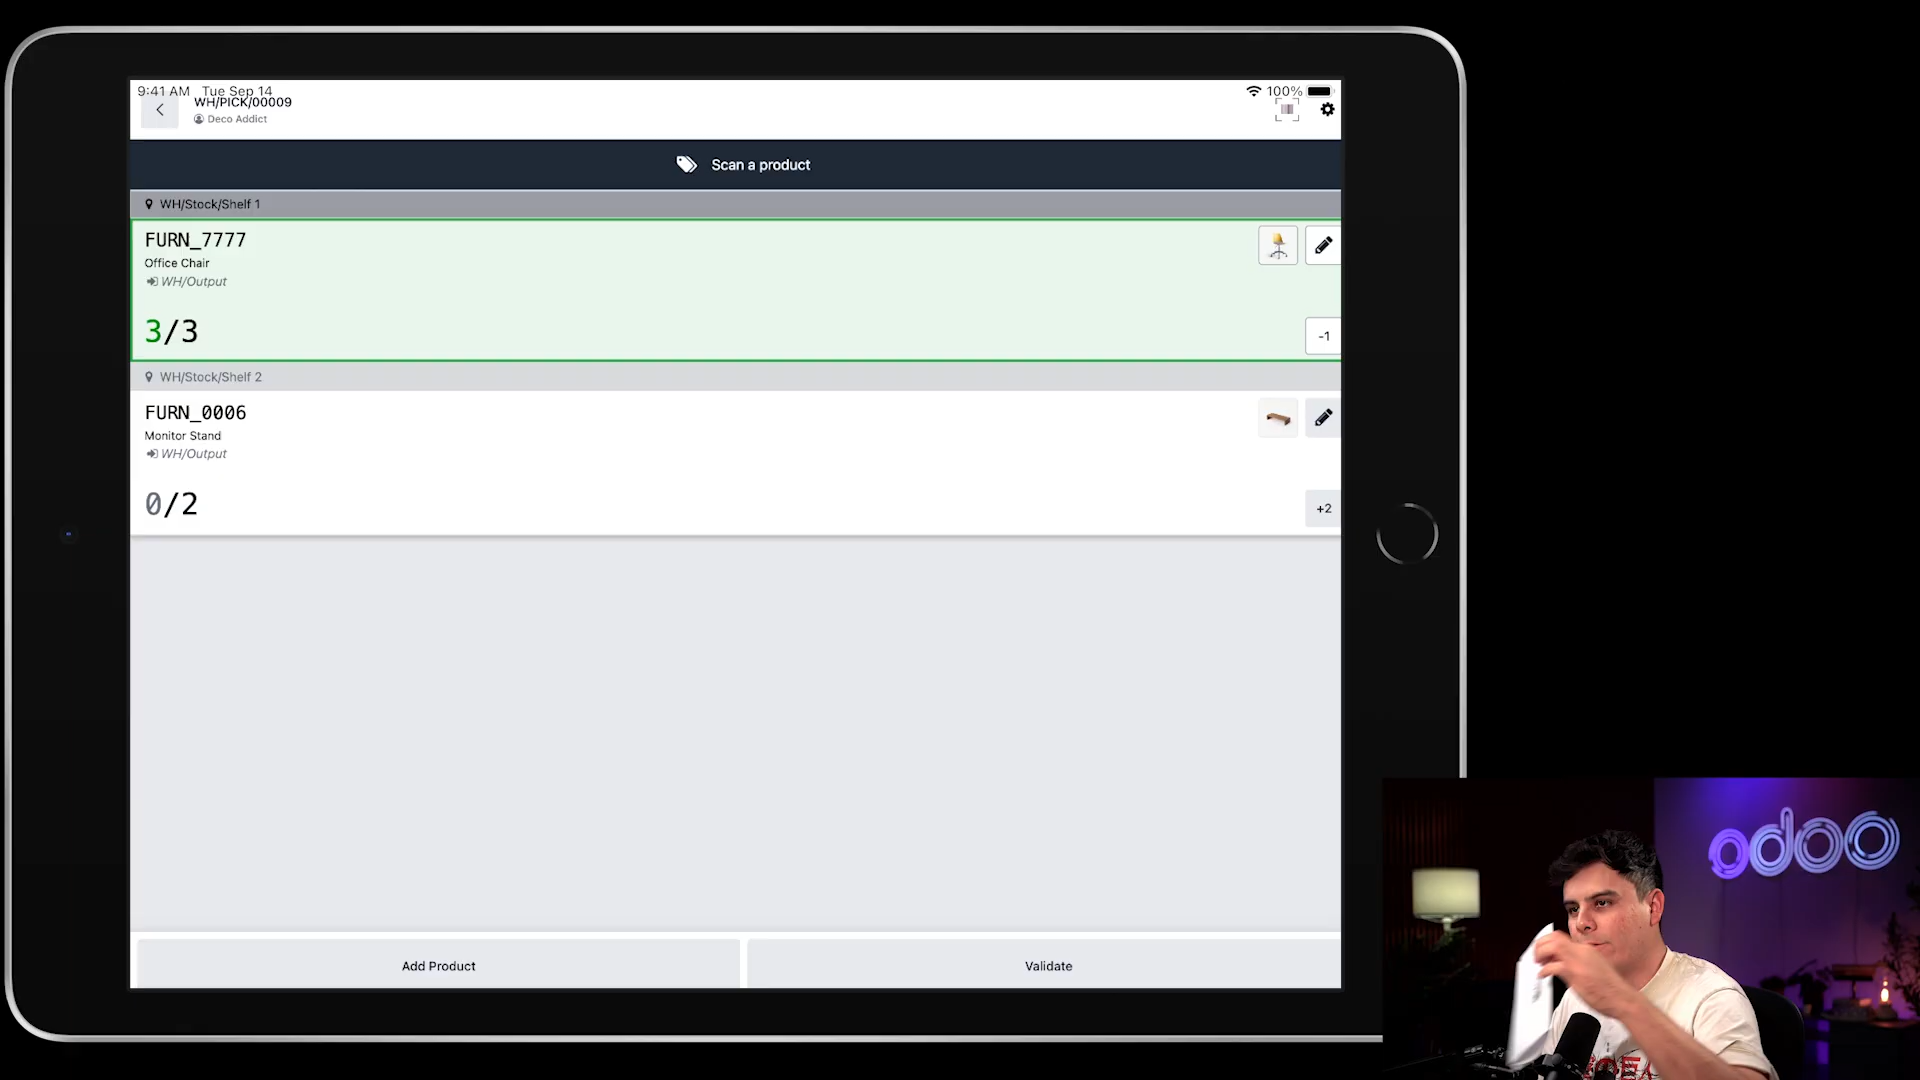 9:41 AM Tue Sep 14
100%
WH/PICK/00009
Deco Addict
Scan a product
WH/Stock/Shelf 1
FURN_7777
Office Chair
WH/Output
3/3
-1
WH/Stock/Shelf 2
FURN_0006
Monitor Stand
WH/Output
0/2
+2
Add Product
Validate
odoo